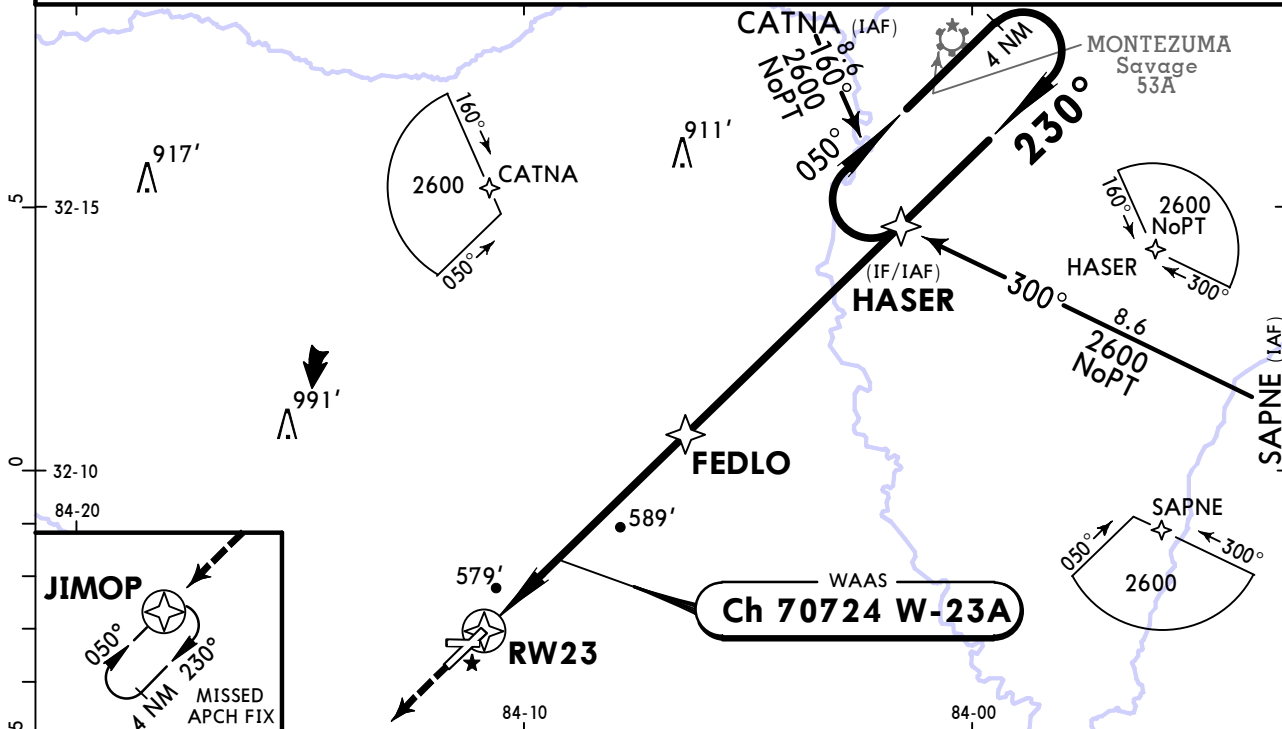 CATNA (IAF)
8.6
160°
2600
NoPT
4 NM
MONTEZUMA
Savage
53A
230°
050°
917'
160°
2600
CATNA
050°
911'
5
32-15
160°
2600
NoPT
HASER
300°
(IF/IAF)
HASER
300°
8.6
2600
NoPT
SAPNE (IAF)
991'
FEDLO
0
32-10
84-20
589'
SAPNE
050°
300°
2600
579'
WAAS
Ch 70724 W-23A
JIMOP
050°
230°
4 NM
MISSED
APCH FIX
RW23
5
84-10
84-00